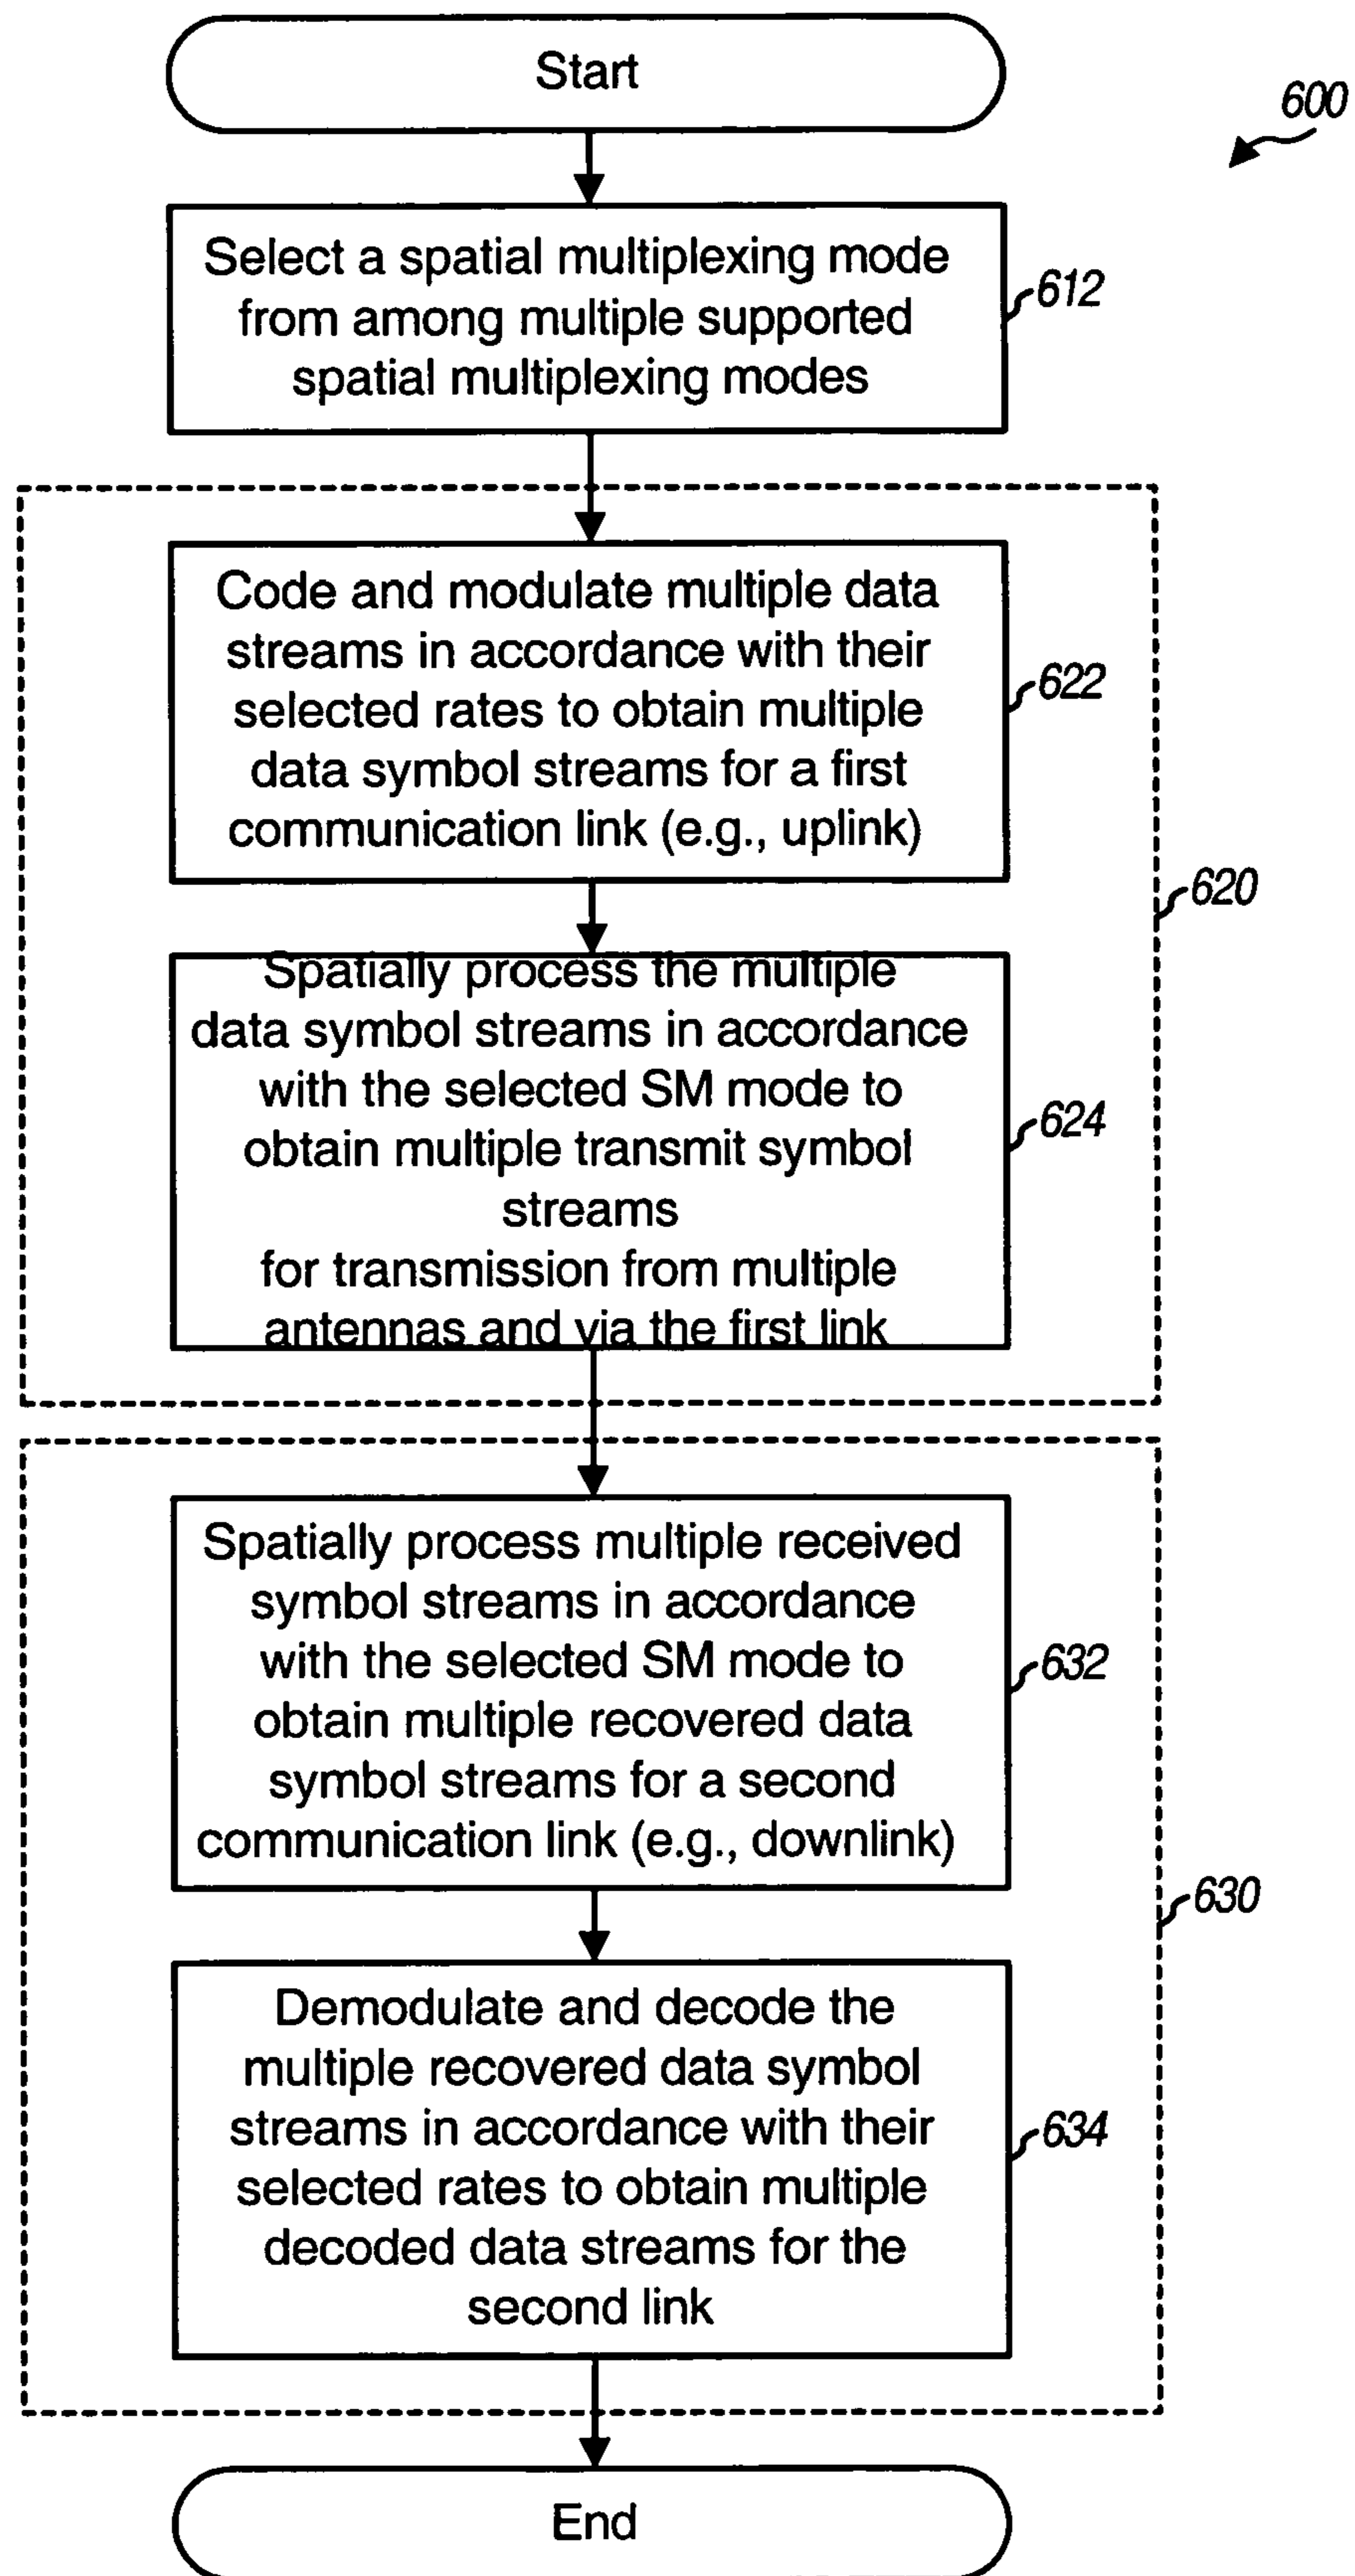 Start
600
Select a spatial multiplexing mode
from among multiple supported
spatial multiplexing modes
612
Code and modulate multiple data
streams in accordance with their
selected rates to obtain multiple
data symbol streams for a first
communication link (e.g., uplink)
622
620
Spatially process the multiple
data symbol streams in accordance
with the selected SM mode to
obtain multiple transmit symbol
streams
for transmission from multiple
antennas and via the first link
624
Spatially process multiple received
symbol streams in accordance
with the selected SM mode to
obtain multiple recovered data
symbol streams for a second
communication link (e.g., downlink)
632
630
Demodulate and decode the
multiple recovered data symbol
streams in accordance with their
selected rates to obtain multiple
decoded data streams for the
second link
634
End